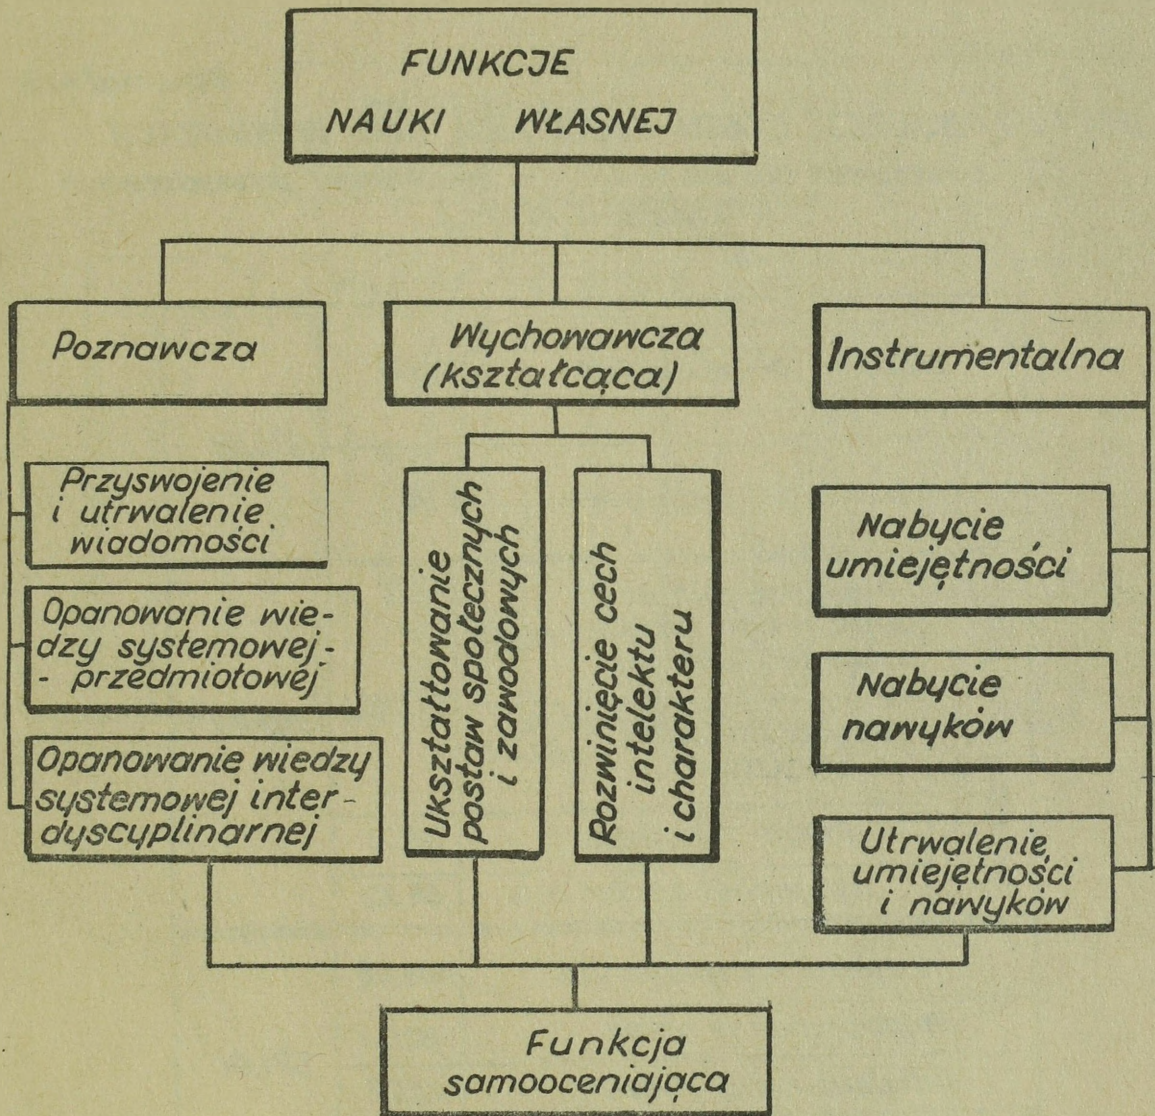 FUNKCJE
NAUKI WŁASNEJ
Poznawcza
Przyswojenie
i utrwalenie
wiadomości
Opanowanie wie-
dzy systemowej-
- przedmiotowej
Opanowanie wiedzy
systemowej inter-
dyscyplinarnej
Wychowawcza
(kształcąca)
Ukształtowanie
postaw społecznych
i zawodowych
Rozwinięcie cech
intelektu
i charakteru
Instrumentalna
Nabycie
umiejętności
Nabycie
nawyków
Utrwalenie
umiejętności
i nawyków
Funkcja
samooceniająca